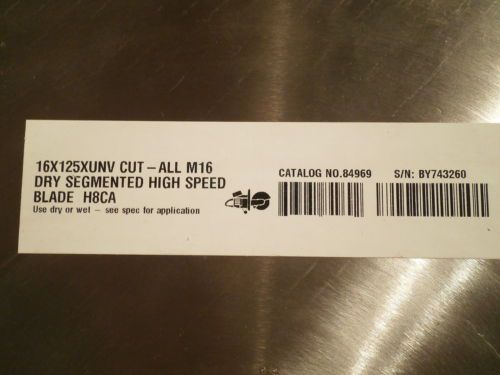 16X125XUNV CUT-ALL M16
DRY SEGMENTED HIGH SPEED
BLADE H8CA
Use dry or wet - see spec for application
CATALOG NO.84969
S/N: BY743260